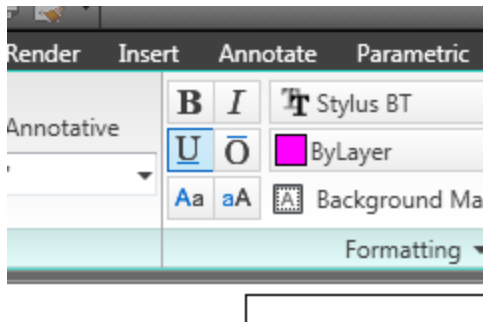 Render Insert Annotate Parametric
B I T Stylus BT
Annotative
U O ByLayer
Aa aA A Background Ma
Formatting